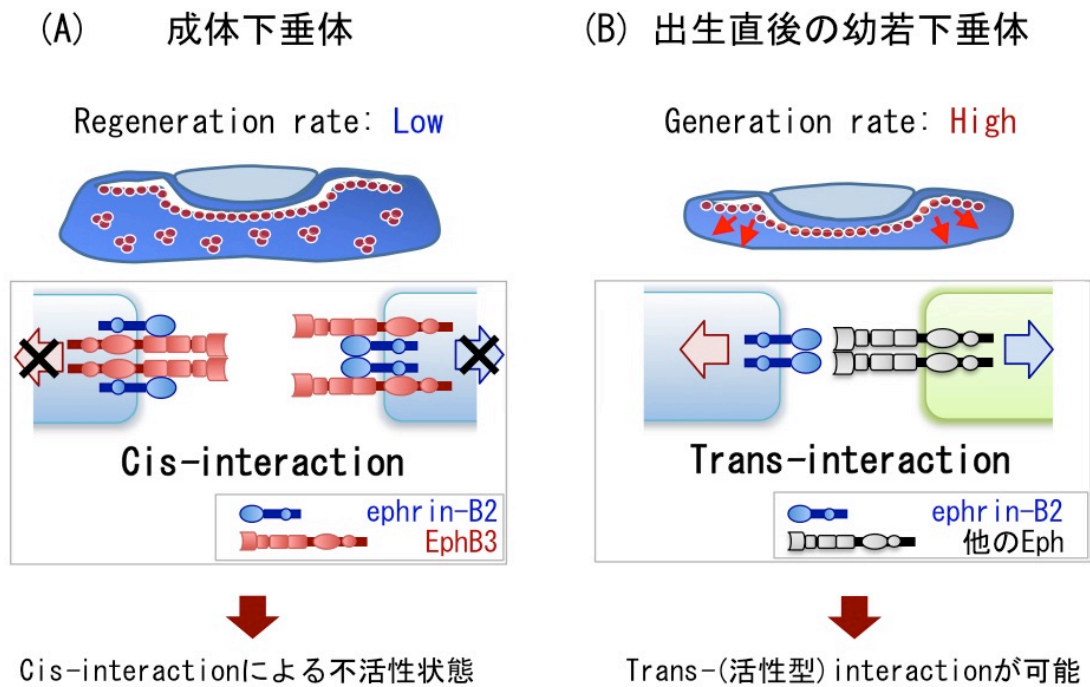 (A) 成体下垂体
Regeneration rate: Low
Cis-interaction
ephrin-B2
EphB3
Cis-interactionによる不活性状態
(B) 出生直後の幼若下垂体
Generation rate: High
Trans-interaction
ephrin-B2
他のEph
Trans-(活性型)interactionが可能